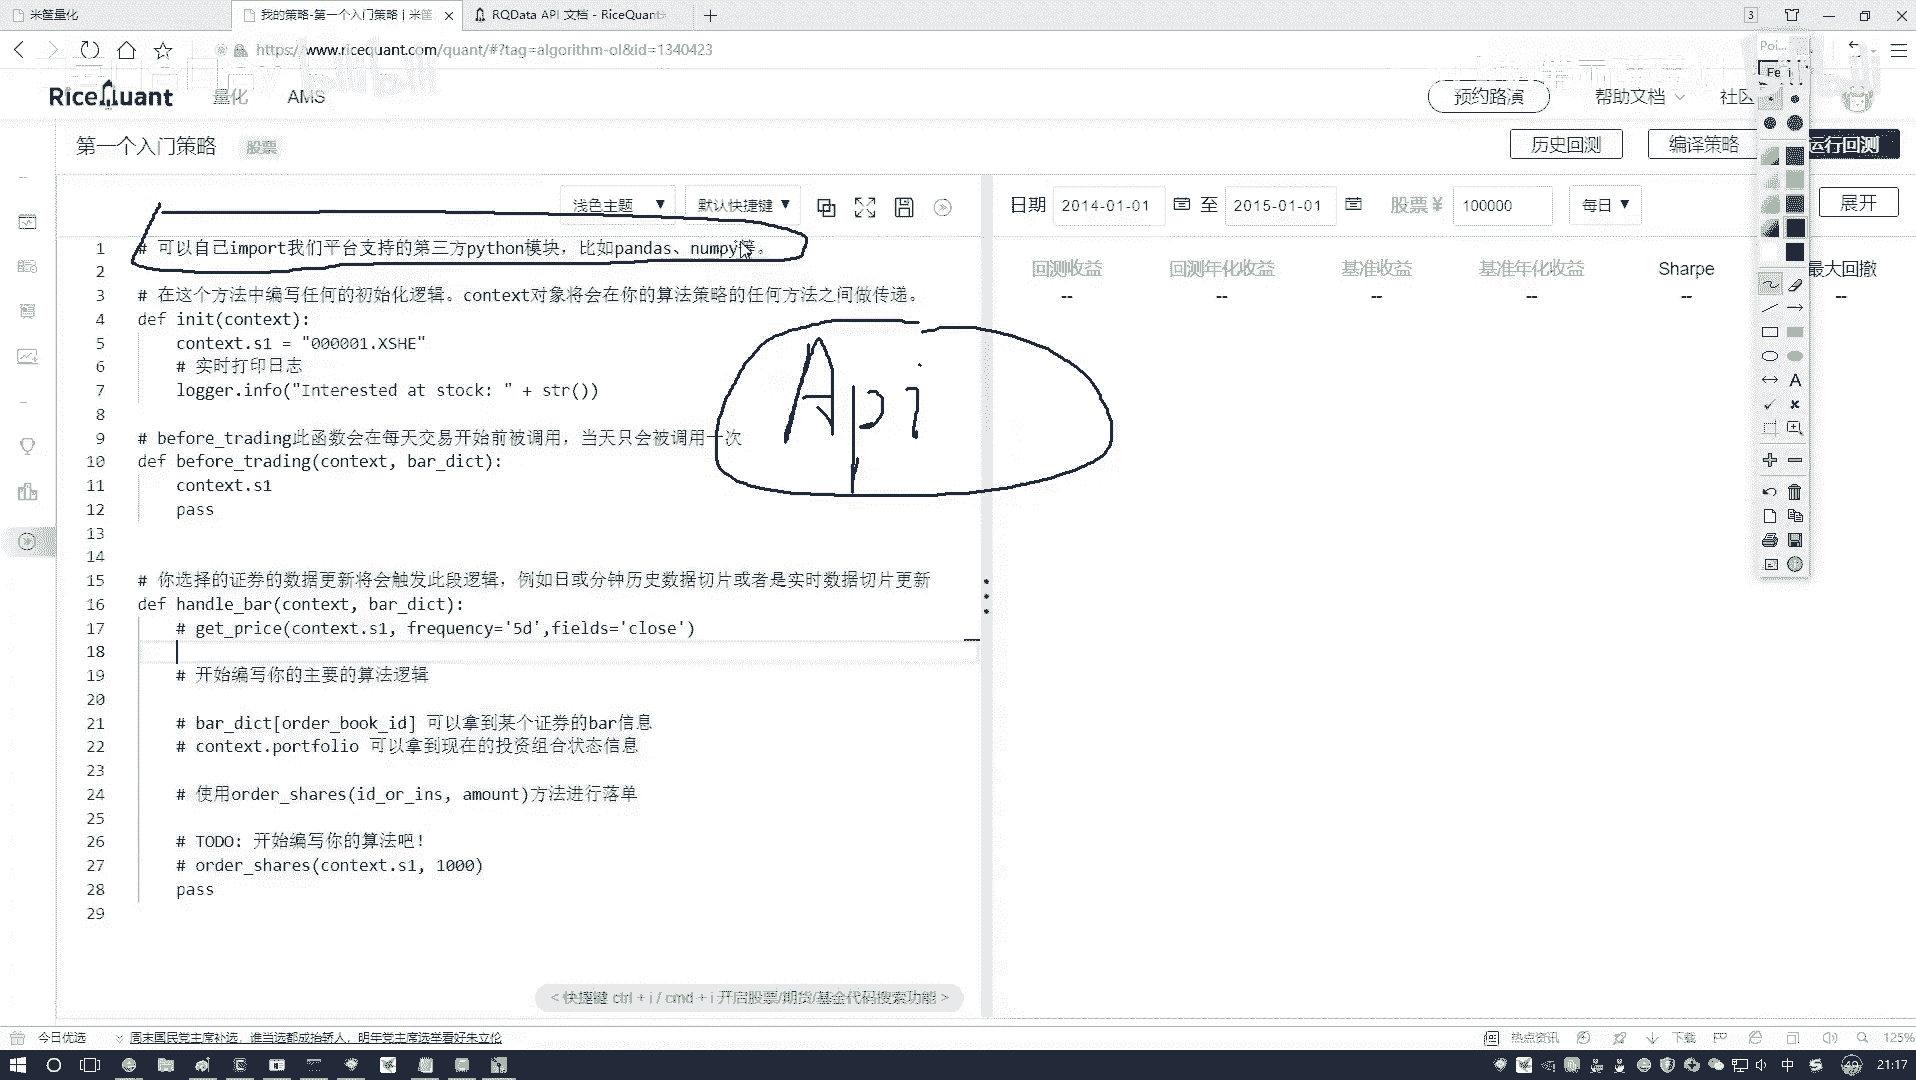 米筐量化
我的策略-第一个入门策略 | 米筐
RQData API 文档 - RiceQuant
3
https://www.ricequant.com/quant/#?tag=algorithm-ol&id=1340423
RiceQuant
量化
AMS
预约路演
帮助文档
社区
第一个入门策略
股票
历史回测
编译策略
运行回测
浅色主题 ▼
默认快捷键 ▼
日期 2014-01-01 至 2015-01-01
股票 ¥ 100000
每日 ▼
展开
回测收益
回测年化收益
基准收益
基准年化收益
Sharpe
最大回撤
--
--
--
--
--
--
1 # 可以自己import我们平台支持的第三方python模块，比如pandas、numpy等。
2
3 # 在这个方法中编写任何的初始化逻辑。context对象将会在你的算法策略的任何方法之间做传递。
4 def init(context):
5 context.s1 = "000001.XSHE"
6 # 实时打印日志
7 logger.info("Interested at stock: " + str())
8
9 # before_trading此函数会在每天交易开始前被调用，当天只会被调用一次
10 def before_trading(context, bar_dict):
11 context.s1
12 pass
13
14
15 # 你选择的证券的数据更新将会触发此段逻辑，例如日或分钟历史数据切片或者是实时数据切片更新
16 def handle_bar(context, bar_dict):
17 # get_price(context.s1, frequency='5d',fields='close')
18
19 # 开始编写你的主要的算法逻辑
20
21 # bar_dict[order_book_id] 可以拿到某个证券的bar信息
22 # context.portfolio 可以拿到现在的投资组合状态信息
23
24 # 使用order_shares(id_or_ins, amount)方法进行落单
25
26 # TODO: 开始编写你的算法吧！
27 # order_shares(context.s1, 1000)
28 pass
29
Api
< 快捷键 ctrl + i / cmd + i 开启股票/期货/基金代码搜索功能 >
今日优选
周末国民党主席补选，谁当选都成抬轿人，明年党主席选举看好朱立伦
热点资讯
下载
125%
中
49
21:17